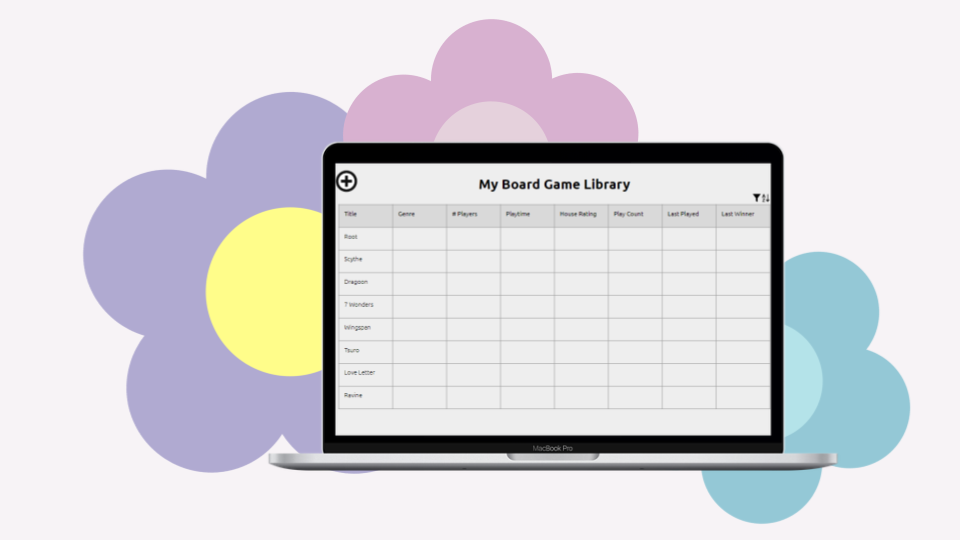 My Board Game Library
Title Genre # Players Playtime House Rating Play Count Last Played Last Winner
Root
Scythe
Dragoon
7 Wonders
Wingspan
Tsuro
Love Letter
Ravine
MacBook Pro